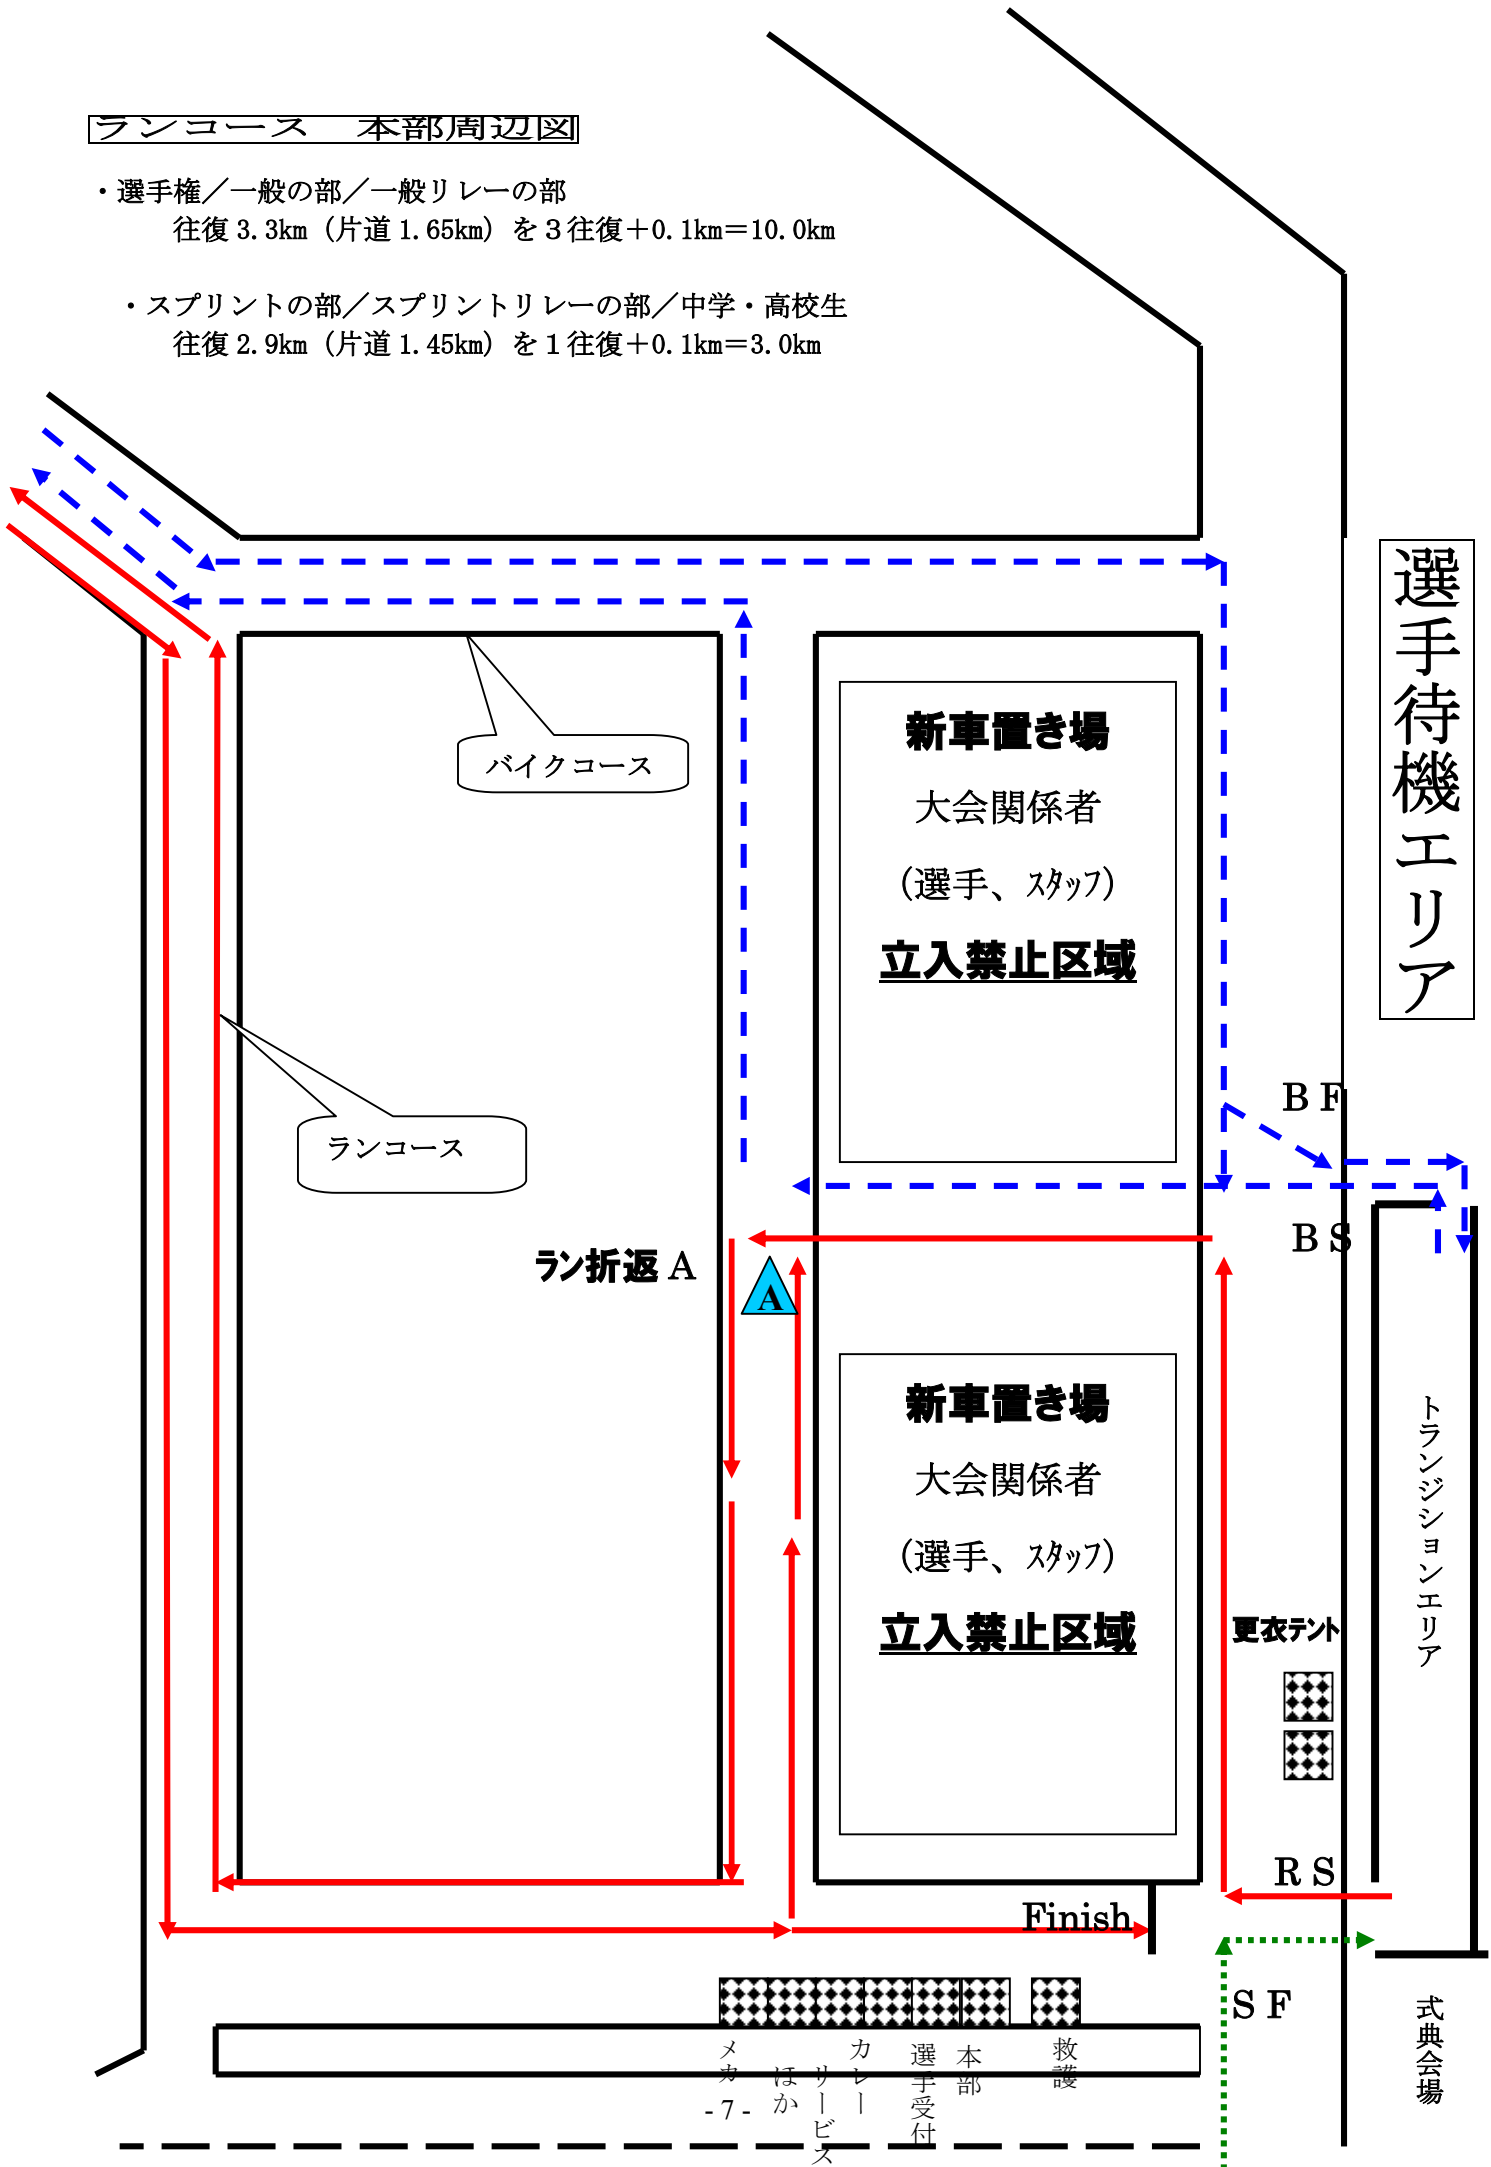 ランコース　本部周辺図
・選手権／一般の部／一般リレーの部
往復 3.3km（片道 1.65km）を３往復＋0.1km＝10.0km
・スプリントの部／スプリントリレーの部／中学・高校生
往復 2.9km（片道 1.45km）を１往復＋0.1km＝3.0km
選手待機エリア
新車置き場
大会関係者
（選手、ｽﾀｯﾌ）
立入禁止区域
バイクコース
ＢＦ
ランコース
ＢＳ
ラン折返 A
A
新車置き場
大会関係者
（選手、ｽﾀｯﾌ）
立入禁止区域
トランジションエリア
更衣テント
ＲＳ
Finish
ＳＦ
式典会場
メカ
ほか
リービス
カレー
選手受付
本部
救護
- 7 -